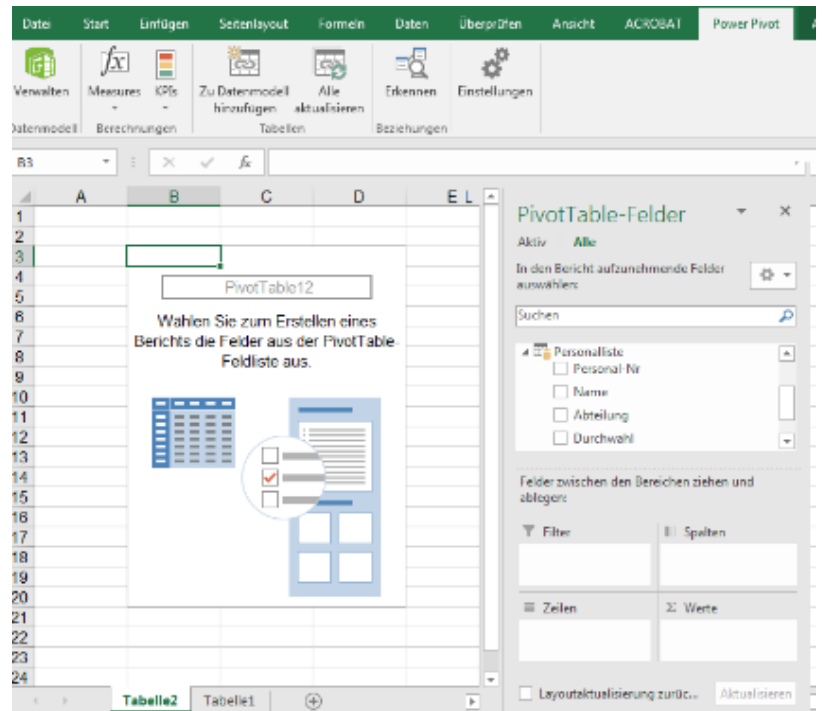 Datei Start Einfügen Seitenlayout Formeln Daten Überprüfen Ansicht ACROBAT Power Pivot
Verwalten Measures KPIs Zu Datenmodell hinzufügen Alle aktualisieren Erkennen Einstellungen
Datenmodell Berechnungen Tabellen Beziehungen
B3 fx
A B C D E L
1
2
3
4
5
6
7
8
9
10
11
12
13
14
15
16
17
18
19
20
21
22
23
24
PivotTable12
Wählen Sie zum Erstellen eines
Berichts die Felder aus der PivotTable-
Feldliste aus.
PivotTable-Felder
Aktiv Alle
In den Bericht aufzunehmende Felder
auswählen:
Suchen
Personalliste
Personal-Nr
Name
Abteilung
Durchwahl
Felder zwischen den Bereichen ziehen und
ablegen:
Filter Spalten
Zeilen Σ Werte
Layoutaktualisierung zurüc... Aktualisieren
Tabelle2 Tabelle1